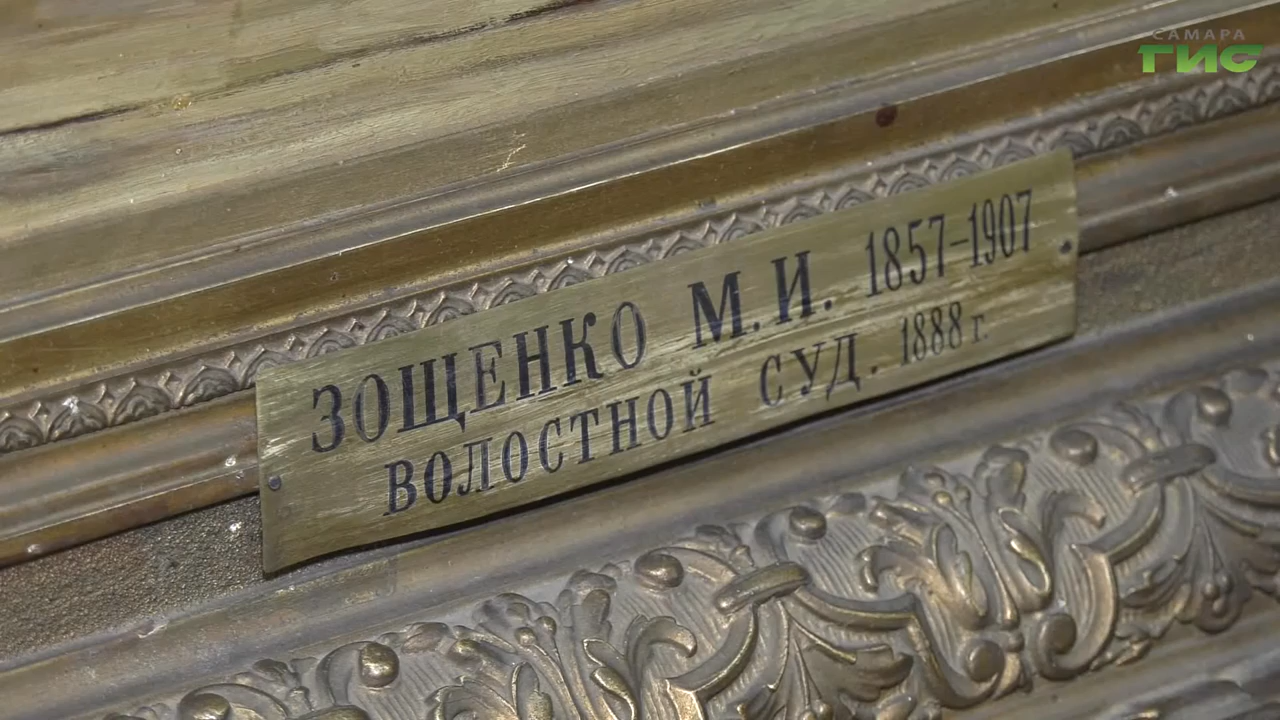 САМАРА
ГИС
ЗОЩЕНКО М.И. 1857-1907
ВОЛОСТНОЙ СУД. 1888 г.